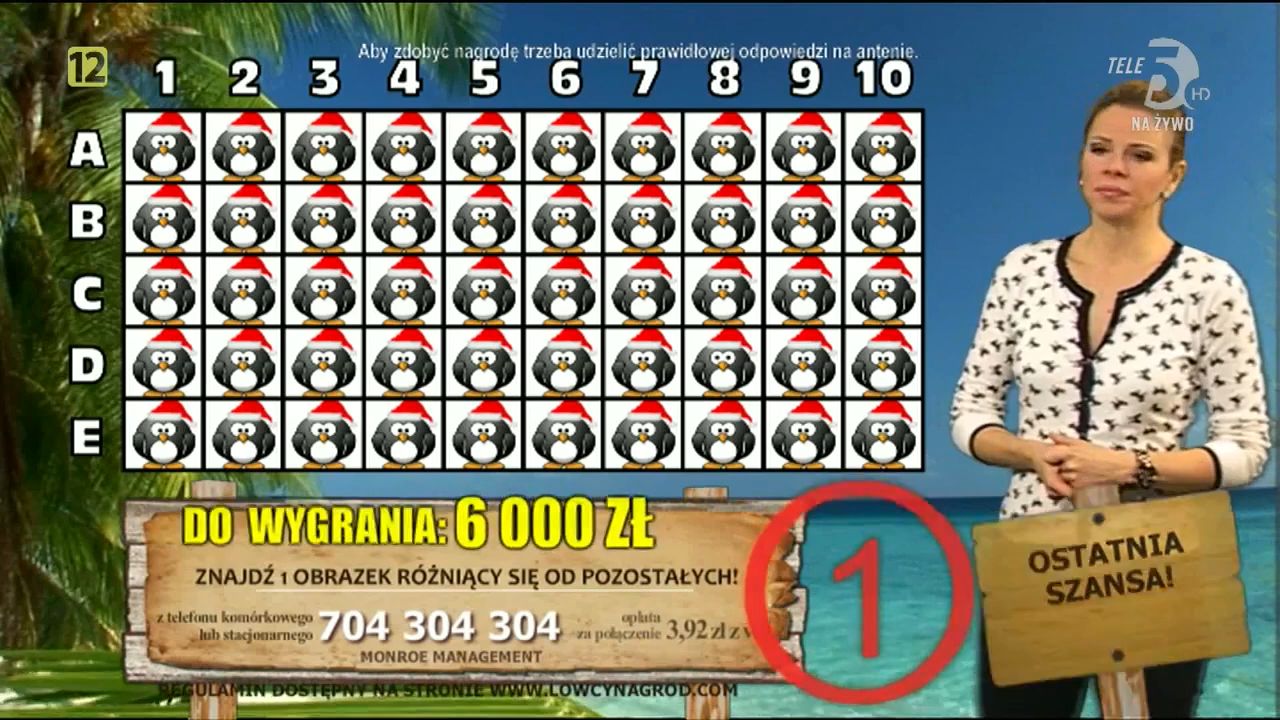 Aby zdobyć nagrodę trzeba udzielić prawidłowej odpowiedzi na antenie.
12
TELE 5 HD
NA ŻYWO
1 2 3 4 5 6 7 8 9 10
A
B
C
D
E
DO WYGRANIA: 6 000 ZŁ
ZNAJDŹ 1 OBRAZEK RÓŻNIĄCY SIĘ OD POZOSTAŁYCH!
z telefonu komórkowego
lub stacjonarnego
704 304 304
opłata
za połączenie 3,92 zł z
MONROE MANAGEMENT
REGULAMIN DOSTĘPNY NA STRONIE WWW.LOWCYNAGROD.COM
1
OSTATNIA
SZANSA!